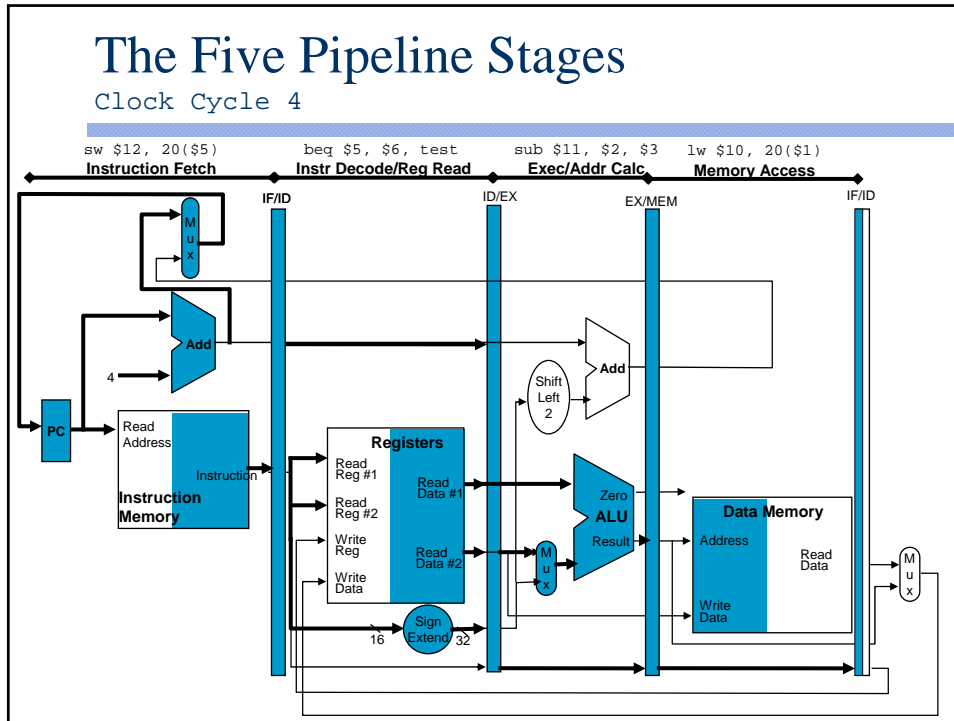 The Five Pipeline Stages
Clock Cycle 4
sw $12, 20($5)
Instruction Fetch
beq $5, $6, test
Instr Decode/Reg Read
sub $11, $2, $3
Exec/Addr Calc
lw $10, 20($1)
Memory Access
IF/ID
ID/EX
EX/MEM
IF/ID
M
u
x
Add
4
PC
Read
Address
Instruction
Instruction
Memory
Registers
Read
Reg #1
Read
Reg #2
Write
Reg
Write
Data
Read
Data #1
Read
Data #2
16
Sign
Extend
32
Shift
Left
2
Add
M
u
x
Zero
ALU
Result
Data Memory
Address
Read
Data
Write
Data
M
u
x